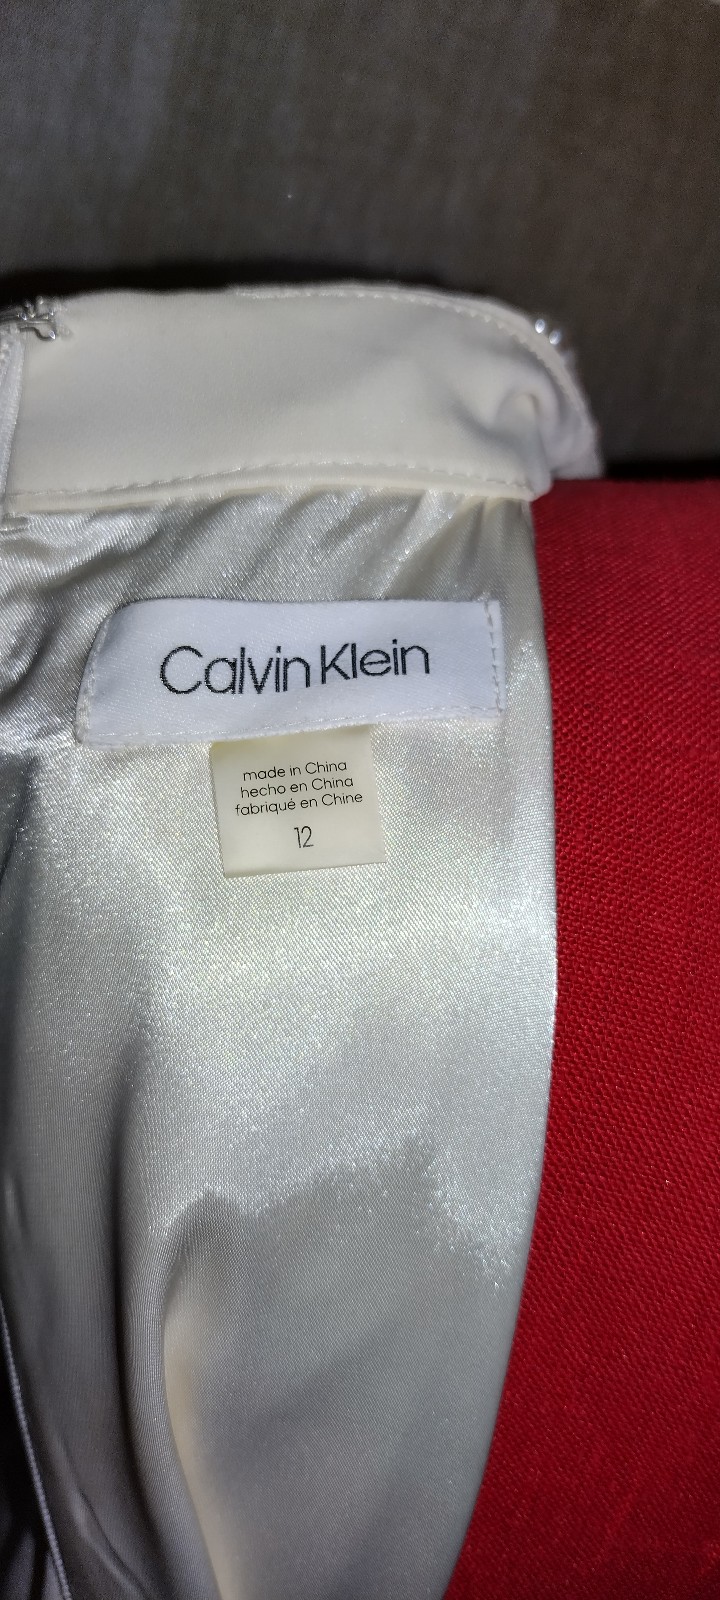 Calvin Klein
made in China
hecho en China
fabriqué en Chine
12